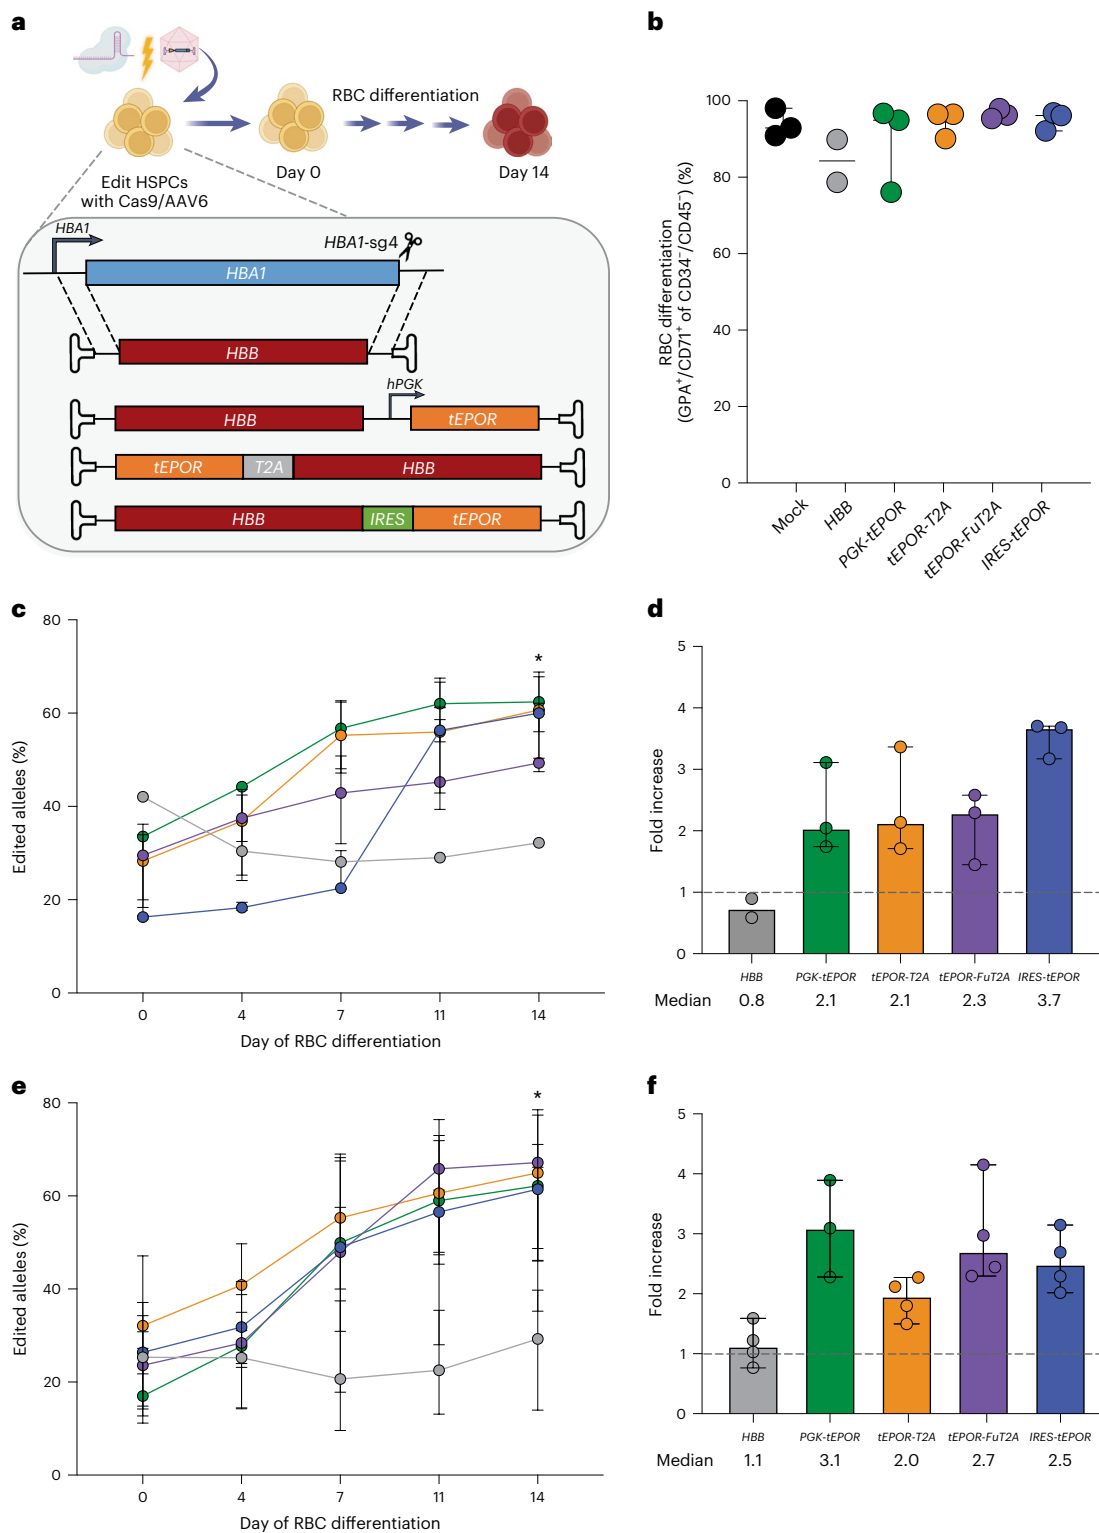 a
RBC differentiation
Day 0
Day 14
Edit HSPCs
with Cas9/AAV6
HBA1
HBA1-sg4
HBA1
HBB
hPGK
HBB
tEPOR
tEPOR
T2A
HBB
HBB
IRES
tEPOR
b
RBC differentiation
(GPA⁺/CD71⁺ of CD34⁻/CD45⁻) (%)
100
80
60
40
20
0
Mock
HBB
PGK-tEPOR
tEPOR-T2A
tEPOR-FuT2A
IRES-tEPOR
c
Edited alleles (%)
80
60
40
20
0
*
0 4 7 11 14
Day of RBC differentiation
d
Fold increase
5
4
3
2
1
0
HBB PGK-tEPOR tEPOR-T2A tEPOR-FuT2A IRES-tEPOR
Median 0.8 2.1 2.1 2.3 3.7
e
Edited alleles (%)
80
60
40
20
0
*
0 4 7 11 14
Day of RBC differentiation
f
Fold increase
5
4
3
2
1
0
HBB PGK-tEPOR tEPOR-T2A tEPOR-FuT2A IRES-tEPOR
Median 1.1 3.1 2.0 2.7 2.5